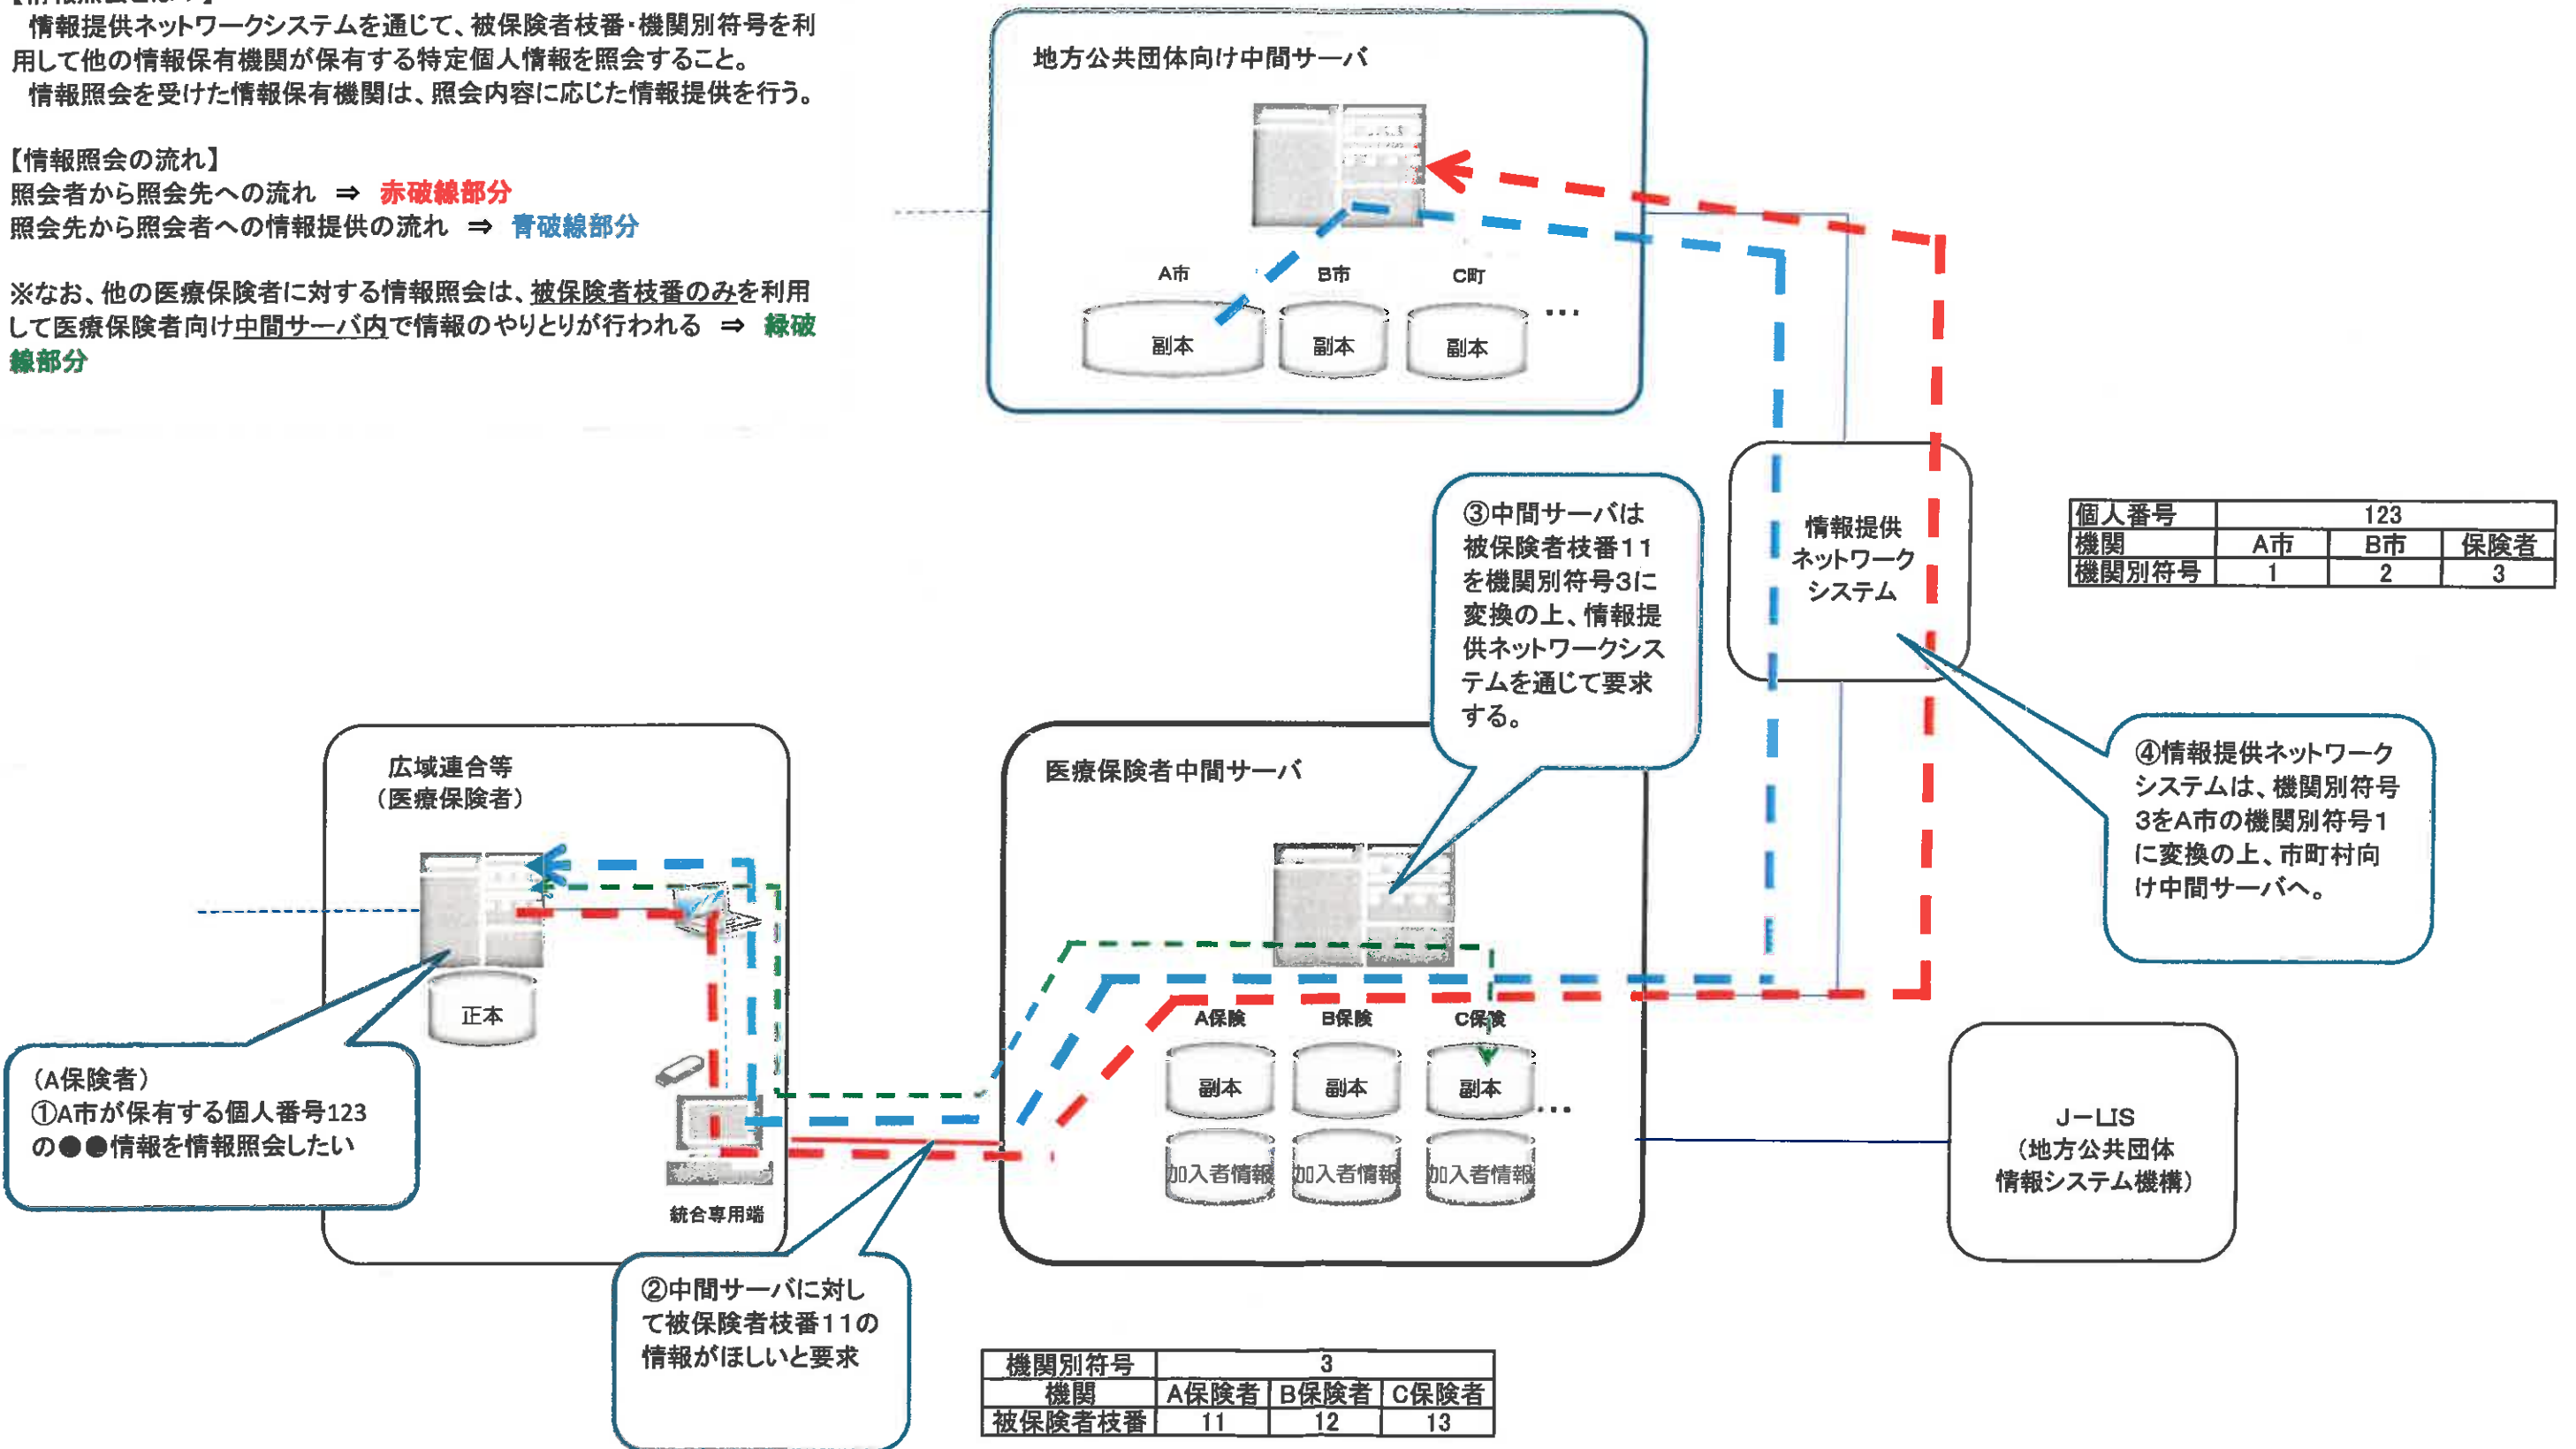 情報提供ネットワークシステムを通じて、被保険者枝番・機関別符号を利
用して他の情報保有機関が保有する特定個人情報を照会すること。
情報照会を受けた情報保有機関は、照会内容に応じた情報提供を行う。
【情報照会の流れ】
照会者から照会先への流れ ⇒ 赤破線部分
照会先から照会者への情報提供の流れ ⇒ 青破線部分
※なお、他の医療保険者に対する情報照会は、被保険者枝番のみを利用
して医療保険者向け中間サーバ内で情報のやりとりが行われる ⇒ 緑破
線部分
地方公共団体向け中間サーバ
A市 B市 C町
副本 副本 副本 …
情報提供
ネットワーク
システム
個人番号 123
機関 A市 B市 保険者
機関別符号 1 2 3
③中間サーバは
被保険者枝番11
を機関別符号3に
変換の上、情報提
供ネットワークシス
テムを通じて要求
する。
④情報提供ネットワーク
システムは、機関別符号
3をA市の機関別符号1
に変換の上、市町村向
け中間サーバへ。
広域連合等
（医療保険者）
正本
統合専用端
（A保険者）
①A市が保有する個人番号123
の●●情報を情報照会したい
②中間サーバに対し
て被保険者枝番11の
情報がほしいと要求
医療保険者中間サーバ
A保険 B保険 C保険
副本 副本 副本 …
加入者情報 加入者情報 加入者情報
J－LIS
（地方公共団体
情報システム機構）
機関別符号 3
機関 A保険者 B保険者 C保険者
被保険者枝番 11 12 13